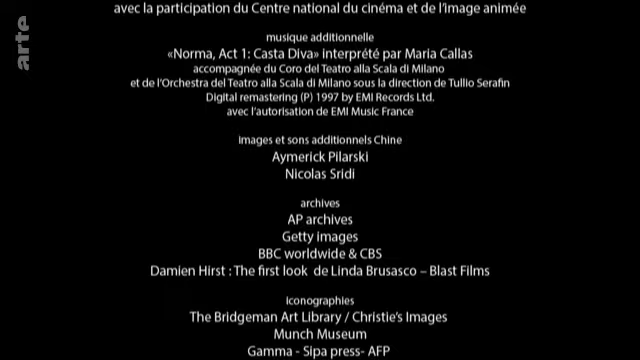 avec la participation du Centre national du cinéma et de l'image animée
arte
musique additionnelle
«Norma, Act 1: Casta Diva» interprété par Maria Callas
accompagnée du Coro del Teatro alla Scala di Milano
et de l'Orchestra del Teatro alla Scala di Milano sous la direction de Tullio Serafin
Digital remastering (P) 1997 by EMI Records Ltd.
avec l'autorisation de EMI Music France
images et sons additionnels Chine
Aymerick Pilarski
Nicolas Sridi
archives
AP archives
Getty images
BBC worldwide & CBS
Damien Hirst : The first look de Linda Brusasco – Blast Films
Iconographies
The Bridgeman Art Library / Christie's Images
Munch Museum
Gamma - Sipa press- AFP